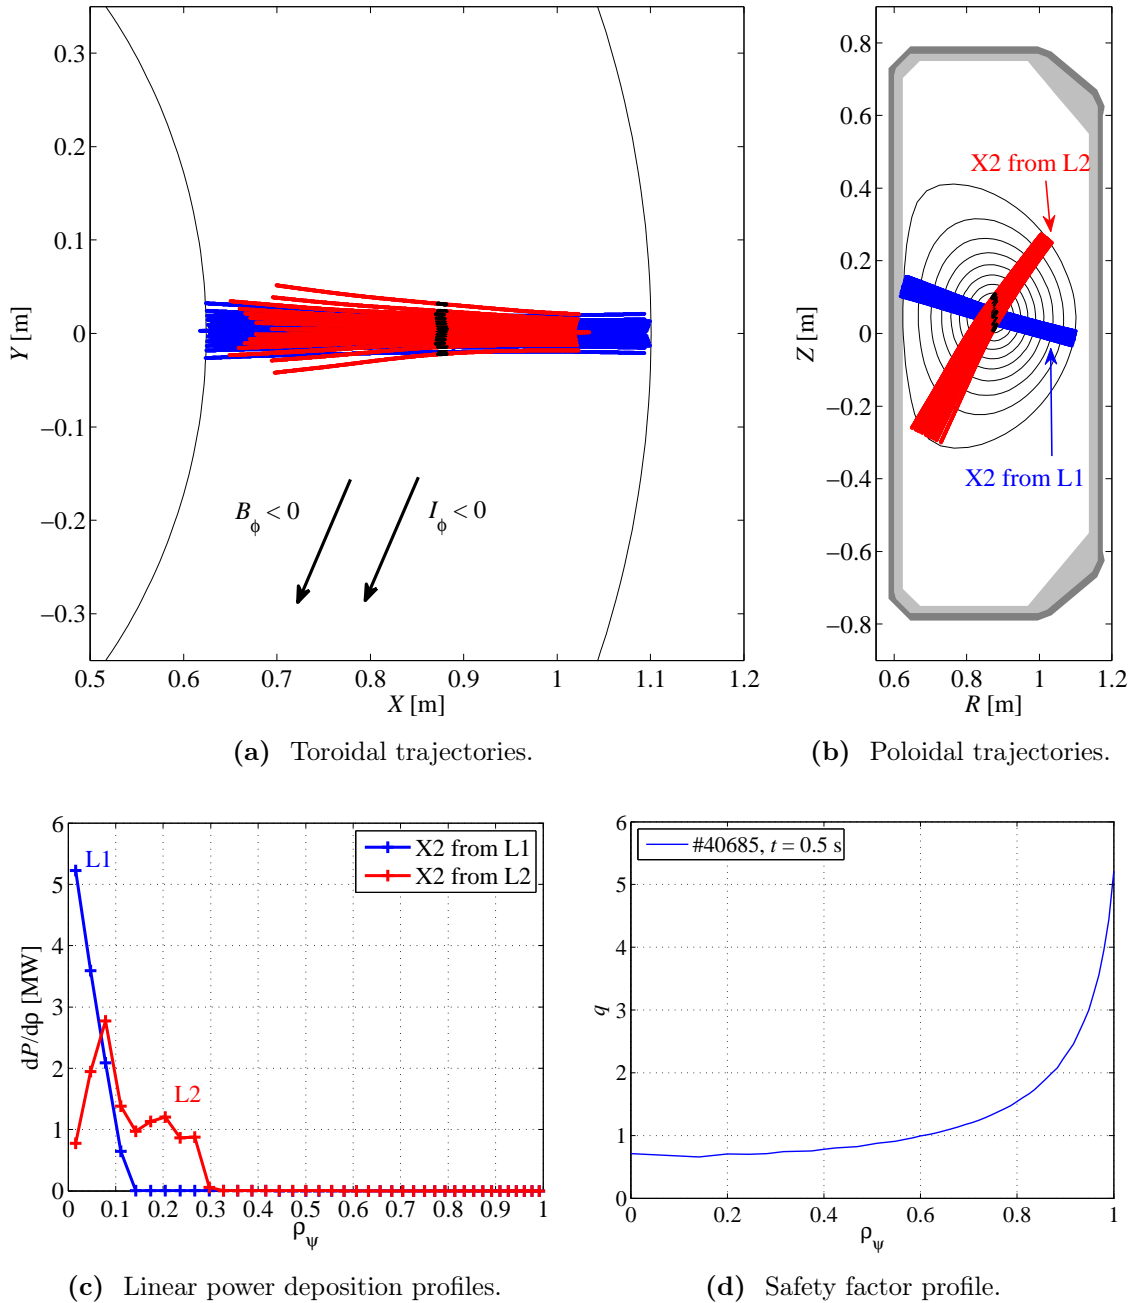 0.3
0.2
0.1
0
−0.1
−0.2
−0.3
Y [m]
B_ϕ < 0
I_ϕ < 0
0.5 0.6 0.7 0.8 0.9 1 1.1 1.2
X [m]
(a) Toroidal trajectories.
0.8
0.6
0.4
0.2
0
−0.2
−0.4
−0.6
−0.8
Z [m]
X2 from L2
X2 from L1
0.6 0.8 1 1.2
R [m]
(b) Poloidal trajectories.
6
5
4
3
2
1
0
dP/dρ [MW]
L1
X2 from L1
X2 from L2
L2
0 0.1 0.2 0.3 0.4 0.5 0.6 0.7 0.8 0.9 1
ρ_ψ
(c) Linear power deposition profiles.
6
5
4
3
2
1
0
q
#40685, t = 0.5 s
0 0.2 0.4 0.6 0.8 1
ρ_ψ
(d) Safety factor profile.